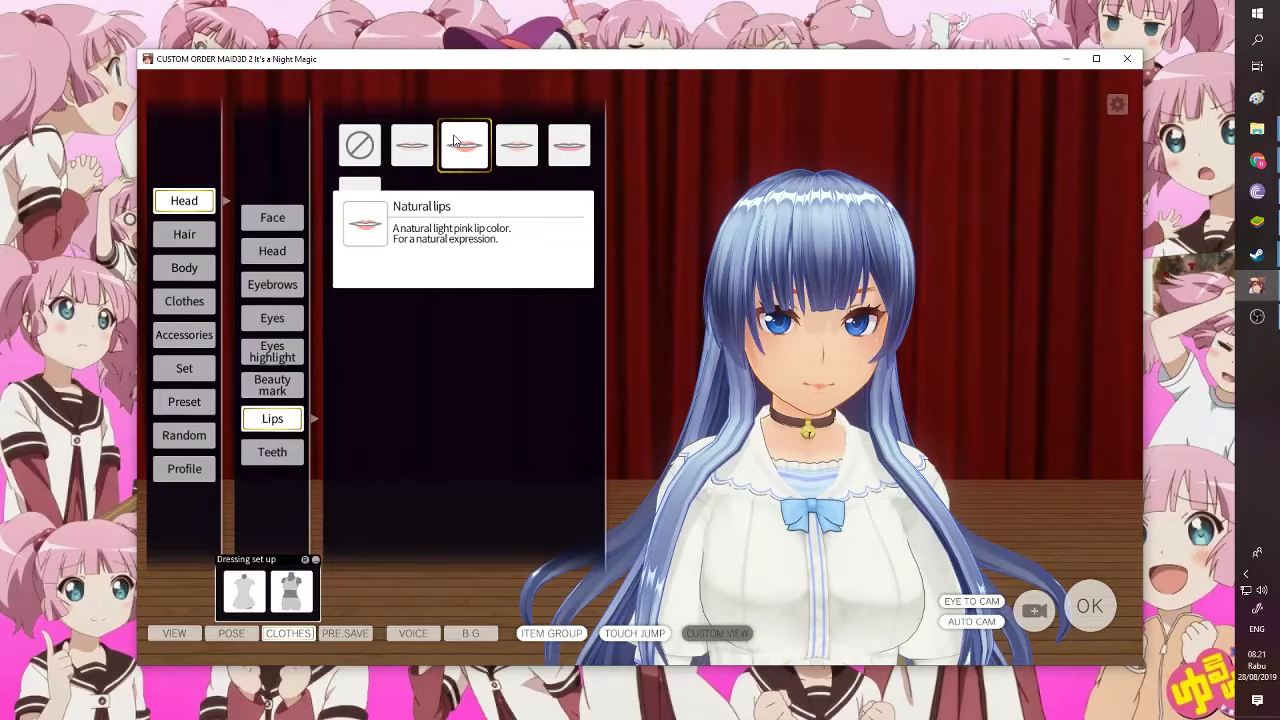 CUSTOM ORDER MAID3D 2 It's a Night Magic
Head
Hair
Body
Clothes
Accessories
Set
Preset
Random
Profile
Face
Head
Eyebrows
Eyes
Eyes
highlight
Beauty
mark
Lips
Teeth
Natural lips
A natural light pink lip color.
For a natural expression.
Dressing set up
VIEW
POSE
CLOTHES
PRE.SAVE
VOICE
B G
ITEM GROUP
TOUCH JUMP
CUSTOM VIEW
EYE TO CAM
AUTO CAM
OK
ENG
08.21
Rabu
28/08/2019